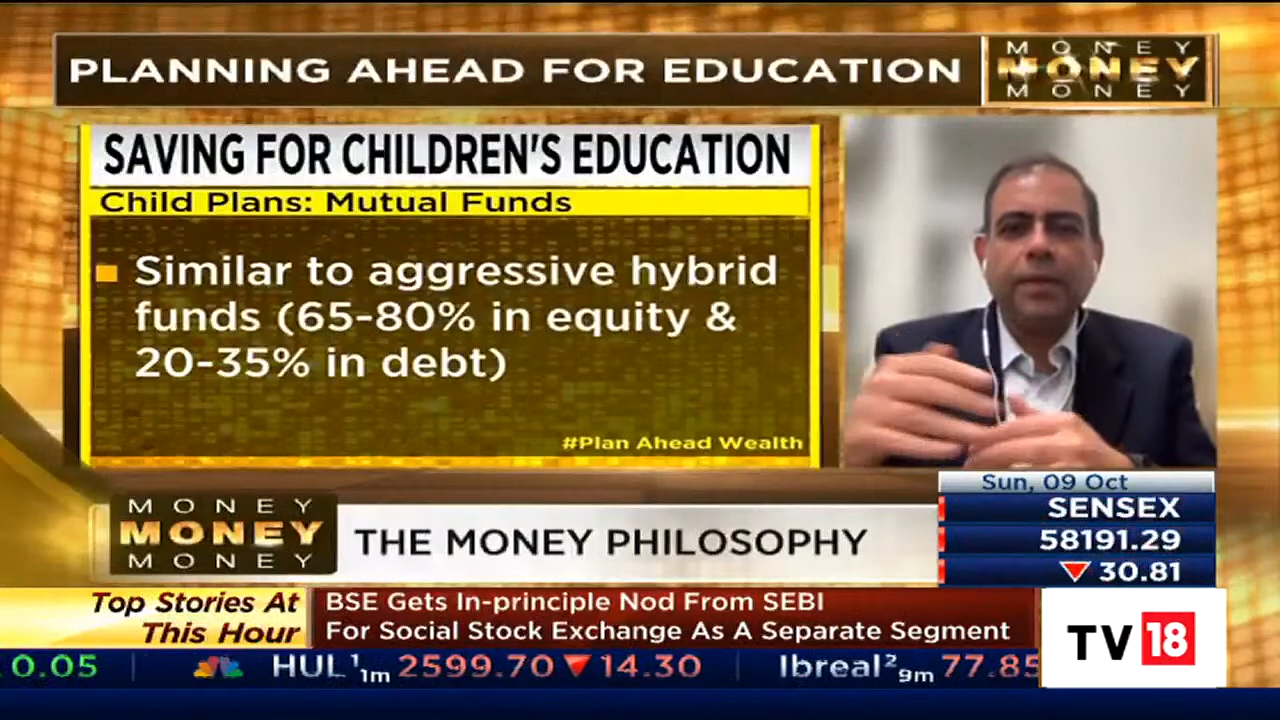 PLANNING AHEAD FOR EDUCATION
MONEY
MONEY
MONEY
SAVING FOR CHILDREN'S EDUCATION
Child Plans: Mutual Funds
Similar to aggressive hybrid
funds (65-80% in equity &
20-35% in debt)
#Plan Ahead Wealth
Sun, 09 Oct
SENSEX
58191.29
▼ 30.81
MONEY
MONEY
MONEY
THE MONEY PHILOSOPHY
Top Stories At
This Hour
BSE Gets In-principle Nod From SEBI
For Social Stock Exchange As A Separate Segment
TV18
0.05 HUL¹ 1m 2599.70 ▼ 14.30 Ibreal² 9m 77.85